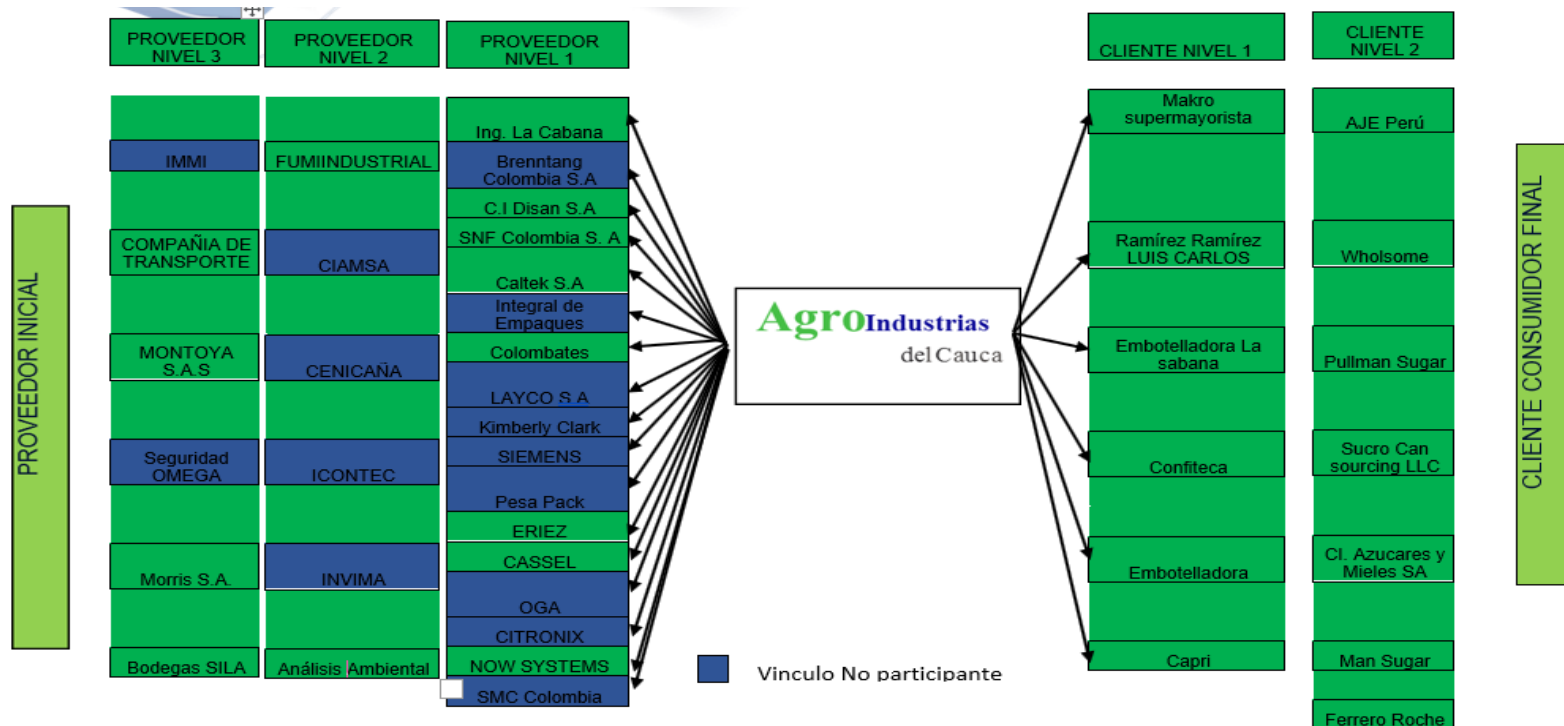 PROVEEDOR
NIVEL 3
PROVEEDOR
NIVEL 2
PROVEEDOR
NIVEL 1
CLIENTE NIVEL 1
CLIENTE
NIVEL 2
PROVEEDOR INICIAL
IMMI
COMPAÑIA DE
TRANSPORTE
MONTOYA
S.A.S
Seguridad
OMEGA
Morris S.A.
Bodegas SILA
FUMIINDUSTRIAL
CIAMSA
CENICAÑA
ICONTEC
INVIMA
Análisis Ambiental
Ing. La Cabana
Brenntang
Colombia S.A
C.I Disan S.A
SNF Colombia S. A
Caltek S.A
Integral de
Empaques
Colombates
LAYCO S A
Kimberly Clark
SIEMENS
Pesa Pack
ERIEZ
CASSEL
OGA
CITRONIX
NOW SYSTEMS
SMC Colombia
AgroIndustrias
del Cauca
Vinculo No participante
Makro
supermayorista
Ramírez Ramírez
LUIS CARLOS
Embotelladora La
sabana
Confiteca
Embotelladora
Capri
AJE Perú
Wholsome
Pullman Sugar
Sucro Can
sourcing LLC
CI. Azucares y
Mieles SA
Man Sugar
Ferrero Roche
CLIENTE CONSUMIDOR FINAL